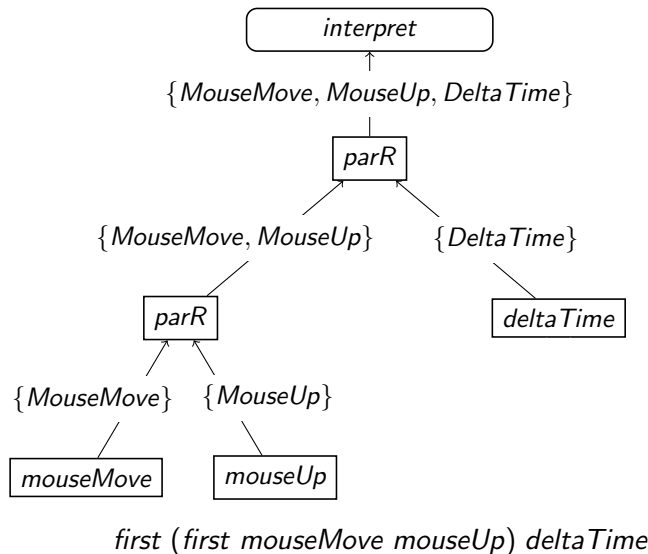 interpret
{MouseMove, MouseUp, DeltaTime}
parR
{MouseMove, MouseUp}
{DeltaTime}
parR
deltaTime
{MouseMove}
{MouseUp}
mouseMove
mouseUp
first (first mouseMove mouseUp) deltaTime